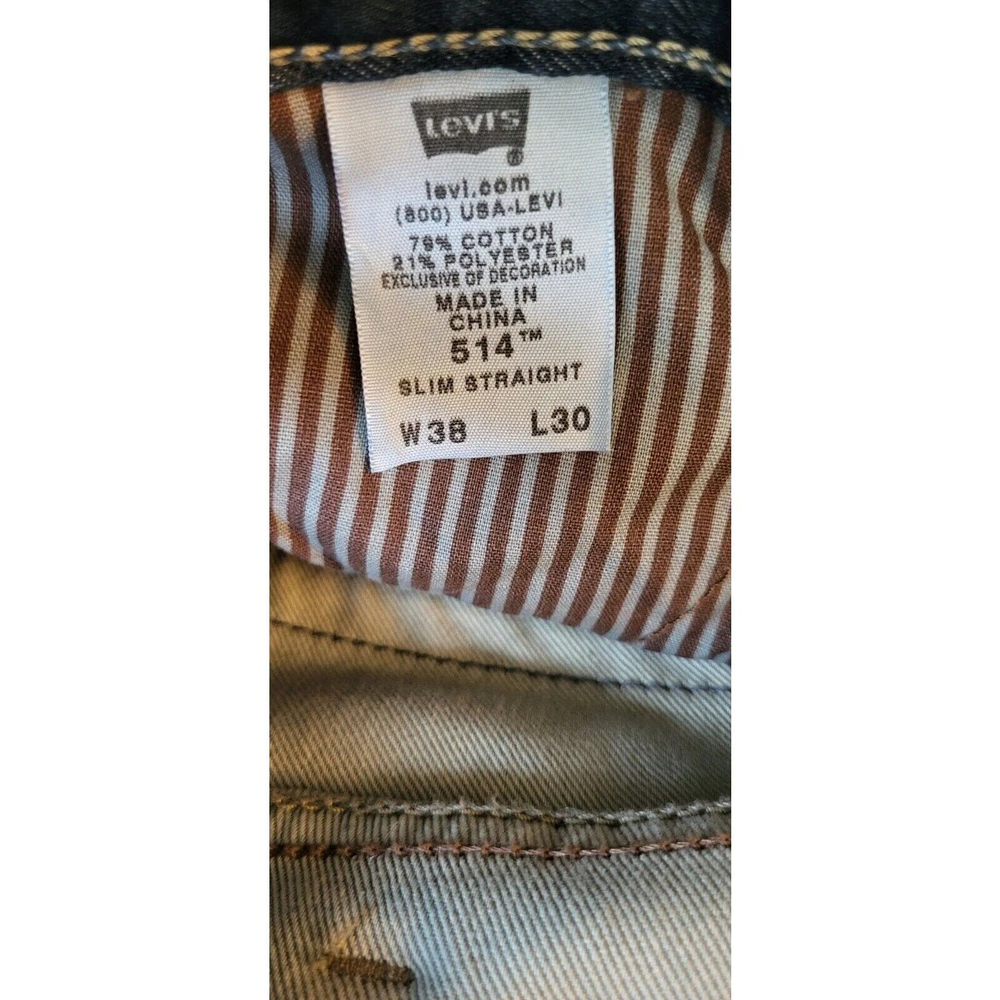 Levi's
®
levi.com
(800) USA-LEVI
79% COTTON
21% POLYESTER
EXCLUSIVE OF DECORATION
MADE IN
CHINA
514™
SLIM STRAIGHT
W38 L30